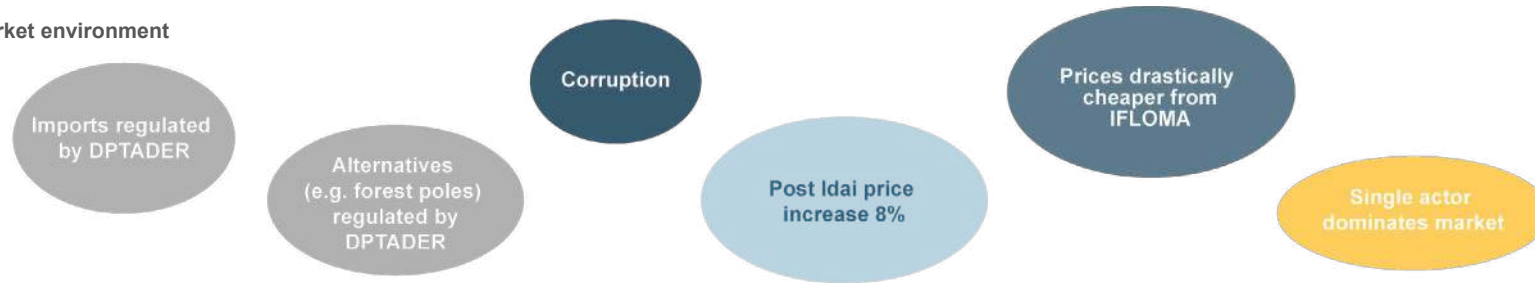 rket environment
Imports regulated
by DPTADER
Alternatives
(e.g. forest poles)
regulated by
DPTADER
Corruption
Post Idai price
increase 8%
Prices drastically
cheaper from
IFLOMA
Single actor
dominates market